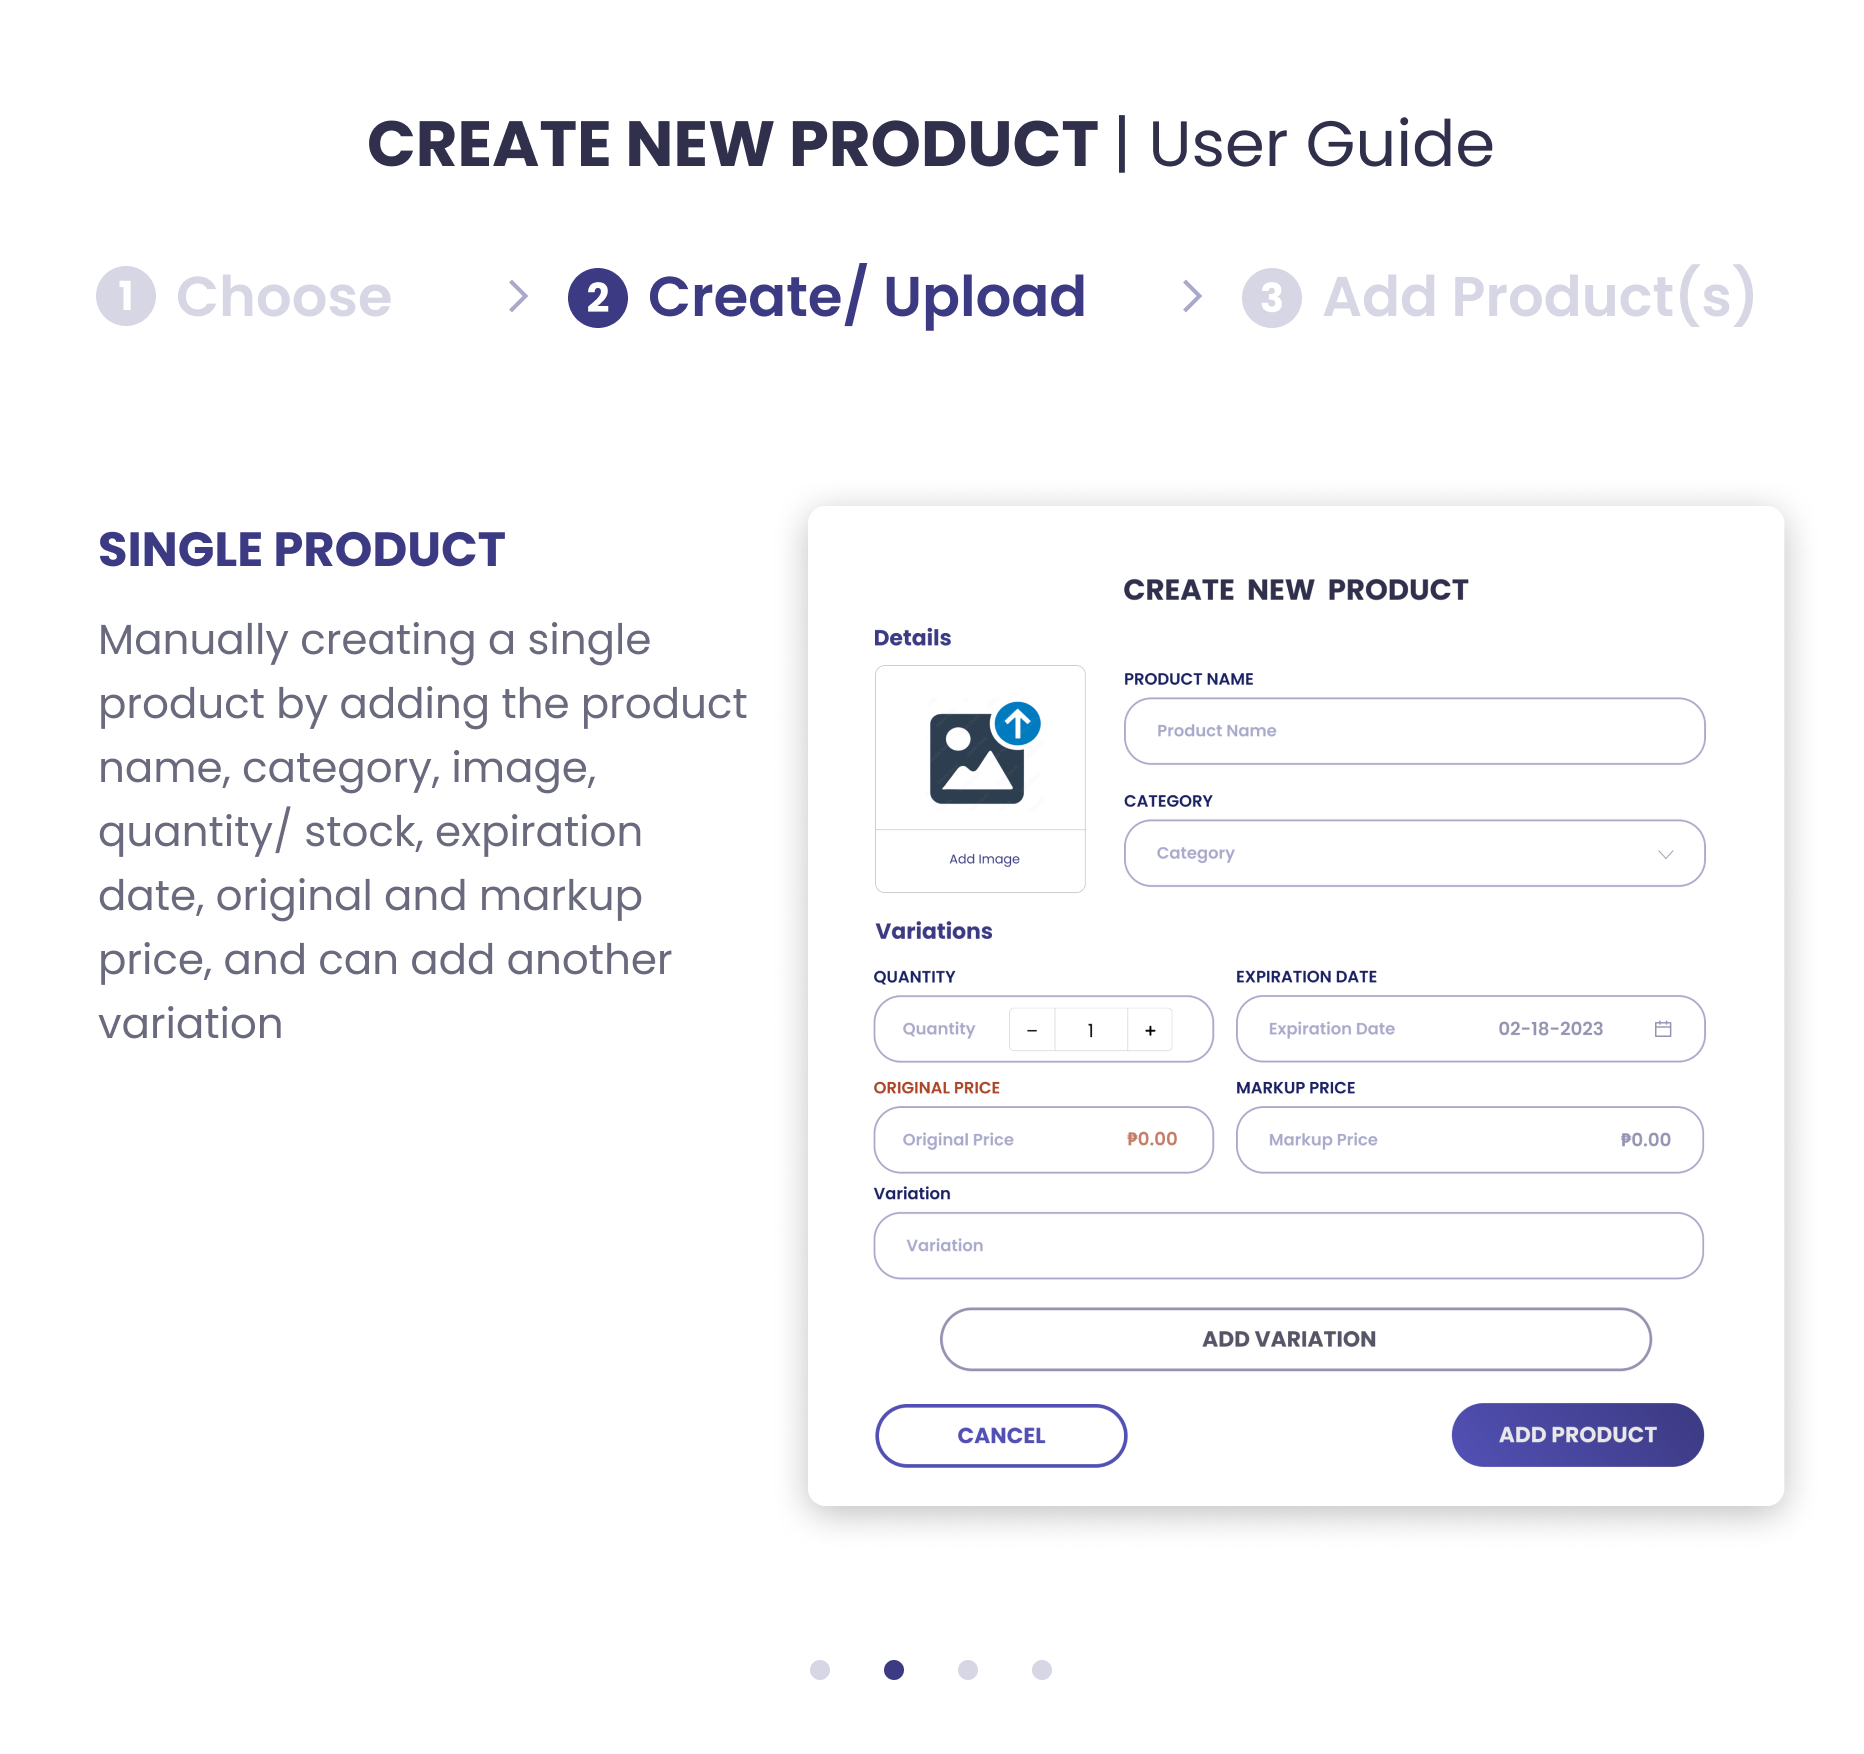 CREATE NEW PRODUCT | User Guide
1 Choose
2 Create/ Upload
3 Add Product(s)
SINGLE PRODUCT
Manually creating a single
product by adding the product
name, category, image,
quantity/ stock, expiration
date, original and markup
price, and can add another
variation
CREATE NEW PRODUCT
Details
Add Image
PRODUCT NAME
Product Name
CATEGORY
Category
Variations
QUANTITY
Quantity - 1 +
EXPIRATION DATE
Expiration Date 02-18-2023
ORIGINAL PRICE
Original Price ₱0.00
MARKUP PRICE
Markup Price ₱0.00
Variation
Variation
ADD VARIATION
CANCEL
ADD PRODUCT